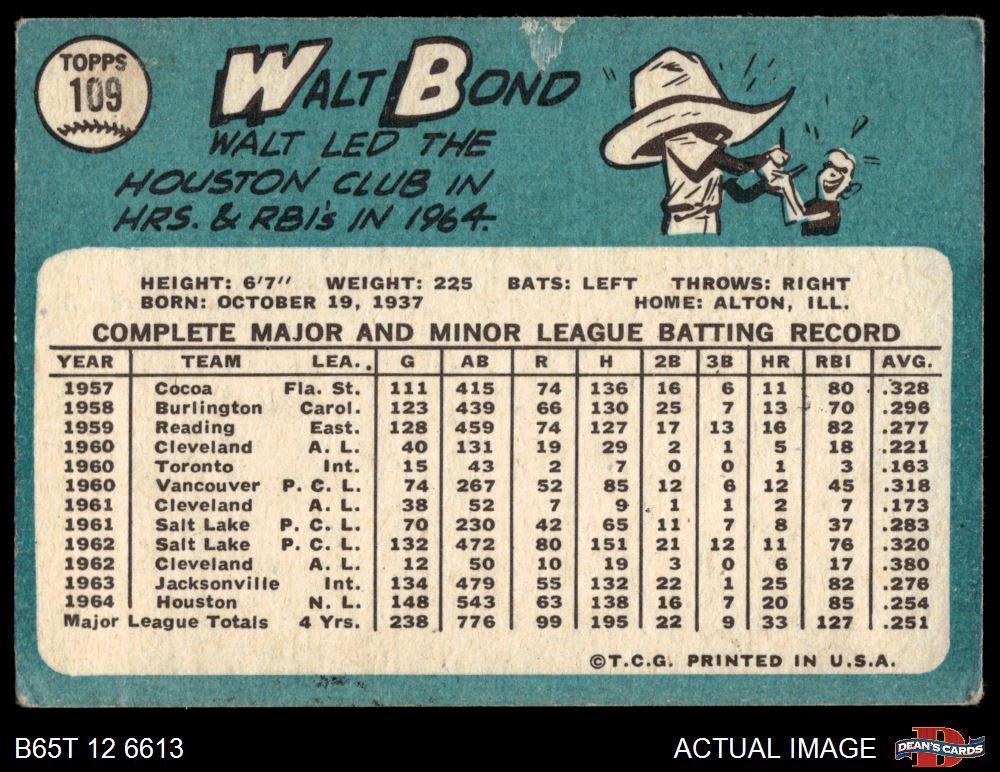 TOPPS
109
WALT BOND
WALT LED THE
HOUSTON CLUB IN
HRS. & RBI's IN 1964.
HEIGHT: 6'7" WEIGHT: 225 BATS: LEFT THROWS: RIGHT
BORN: OCTOBER 19, 1937 HOME: ALTON, ILL.
COMPLETE MAJOR AND MINOR LEAGUE BATTING RECORD
YEAR TEAM LEA. G AB R H 2B 3B HR RBI AVG.
1957 Cocoa Fla. St. 111 415 74 136 16 6 11 80 .328
1958 Burlington Carol. 123 439 66 130 25 7 13 70 .296
1959 Reading East. 128 459 74 127 17 13 16 82 .277
1960 Cleveland A. L. 40 131 19 29 2 1 5 18 .221
1960 Toronto Int. 15 43 2 7 0 0 1 3 .163
1960 Vancouver P. C. L. 74 267 52 85 12 6 12 45 .318
1961 Cleveland A. L. 38 52 7 9 1 1 2 7 .173
1961 Salt Lake P. C. L. 70 230 42 65 11 7 8 37 .283
1962 Salt Lake P. C. L. 132 472 80 151 21 12 11 76 .320
1962 Cleveland A. L. 12 50 10 19 3 0 6 17 .380
1963 Jacksonville Int. 134 479 55 132 22 1 25 82 .276
1964 Houston N. L. 148 543 63 138 16 7 20 85 .254
Major League Totals 4 Yrs. 238 776 99 195 22 9 33 127 .251
©T.C.G. PRINTED IN U.S.A.
B65T 12 6613
ACTUAL IMAGE
D
DEAN'S CARDS